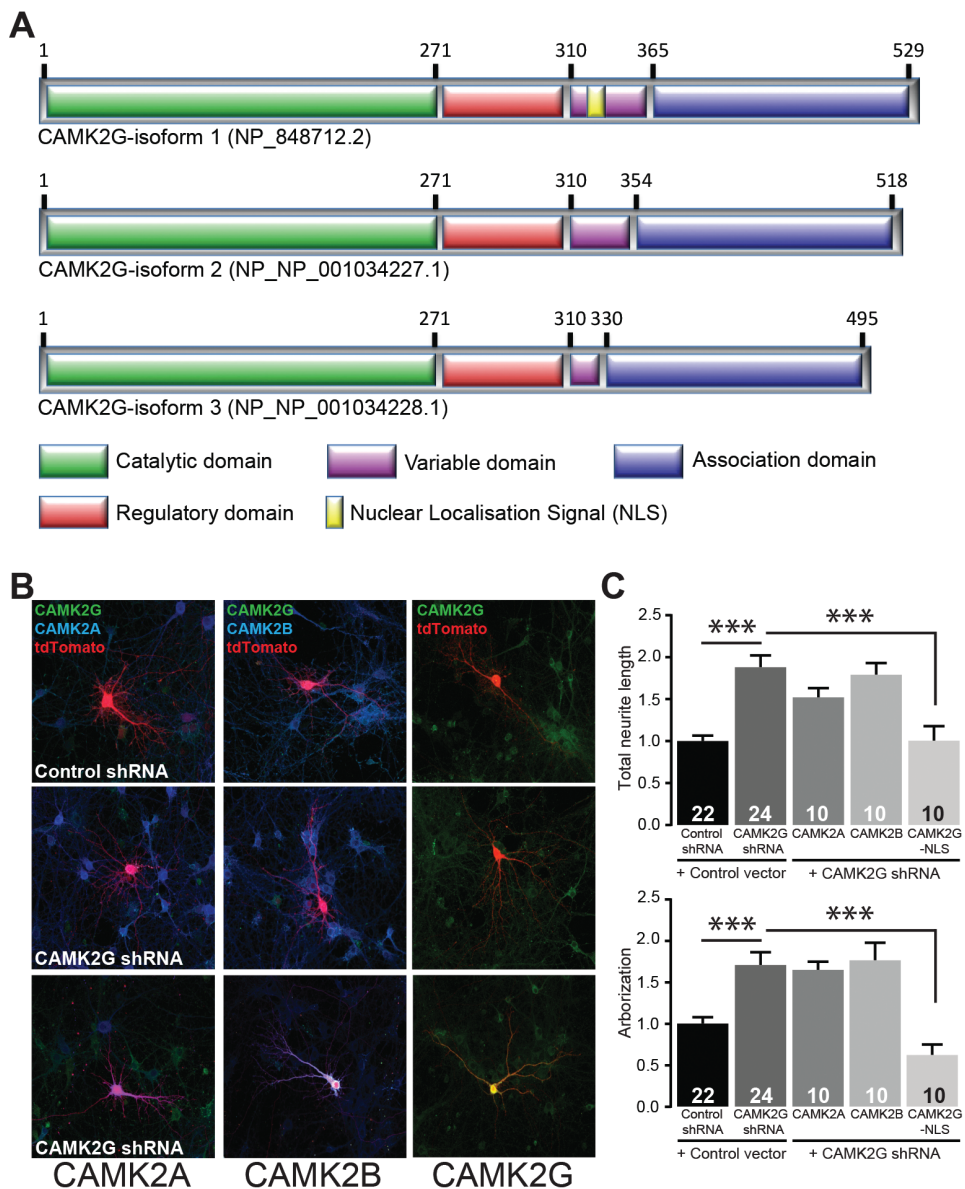 A
1 271 310 365 529
CAMK2G-isoform 1 (NP_848712.2)
1 271 310 354 518
CAMK2G-isoform 2 (NP_NP_001034227.1)
1 271 310 330 495
CAMK2G-isoform 3 (NP_NP_001034228.1)
Catalytic domain
Variable domain
Association domain
Regulatory domain
Nuclear Localisation Signal (NLS)
B
CAMK2G
CAMK2A
tdTomato
Control shRNA
CAMK2G
CAMK2B
tdTomato
CAMK2G
tdTomato
CAMK2G shRNA
CAMK2G shRNA
CAMK2A
CAMK2B
CAMK2G
C
Total neurite length
2.5
2.0
1.5
1.0
0.5
0.0
***
***
22 24 10 10 10
Control shRNA
CAMK2G shRNA
CAMK2A
CAMK2B
CAMK2G -NLS
+ Control vector
+ CAMK2G shRNA
Arborization
2.5
2.0
1.5
1.0
0.5
0.0
***
***
22 24 10 10 10
Control shRNA
CAMK2G shRNA
CAMK2A
CAMK2B
CAMK2G -NLS
+ Control vector
+ CAMK2G shRNA